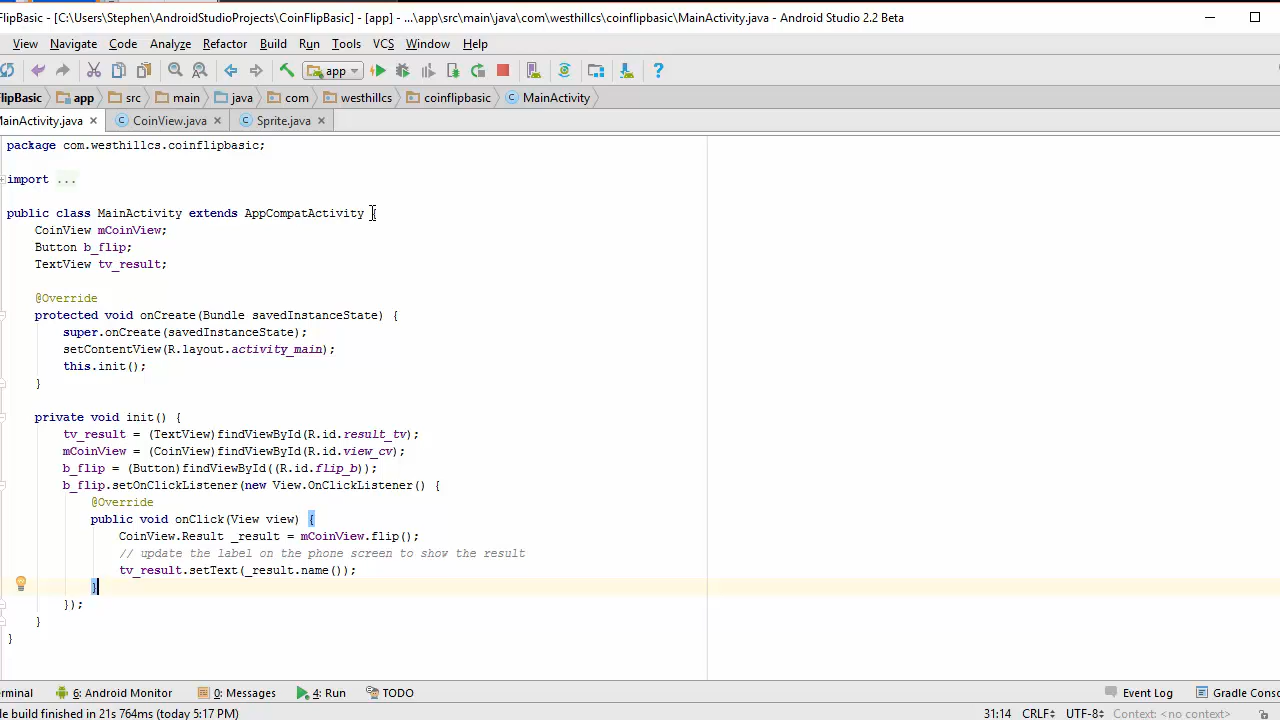 FlipBasic - [C:\Users\Stephen\AndroidStudioProjects\CoinFlipBasic] - [app] - ...\app\src\main\java\com\westhillcs\coinflipbasic\MainActivity.java - Android Studio 2.2 Beta
View Navigate Code Analyze Refactor Build Run Tools VCS Window Help
app
FlipBasic app src main java com westhillcs coinflipbasic MainActivity
MainActivity.java CoinView.java Sprite.java
package com.westhillcs.coinflipbasic;
import ...
public class MainActivity extends AppCompatActivity {
CoinView mCoinView;
Button b_flip;
TextView tv_result;
@Override
protected void onCreate(Bundle savedInstanceState) {
super.onCreate(savedInstanceState);
setContentView(R.layout.activity_main);
this.init();
}
private void init() {
tv_result = (TextView)findViewById(R.id.result_tv);
mCoinView = (CoinView)findViewById(R.id.view_cv);
b_flip = (Button)findViewById((R.id.flip_b));
b_flip.setOnClickListener(new View.OnClickListener() {
@Override
public void onClick(View view) {
CoinView.Result _result = mCoinView.flip();
// update the label on the phone screen to show the result
tv_result.setText(_result.name());
}
});
}
}
erminal 6: Android Monitor 0: Messages 4: Run TODO Event Log Gradle Conso
le build finished in 21s 764ms (today 5:17 PM) 31:14 CRLF UTF-8 Context: <no context>